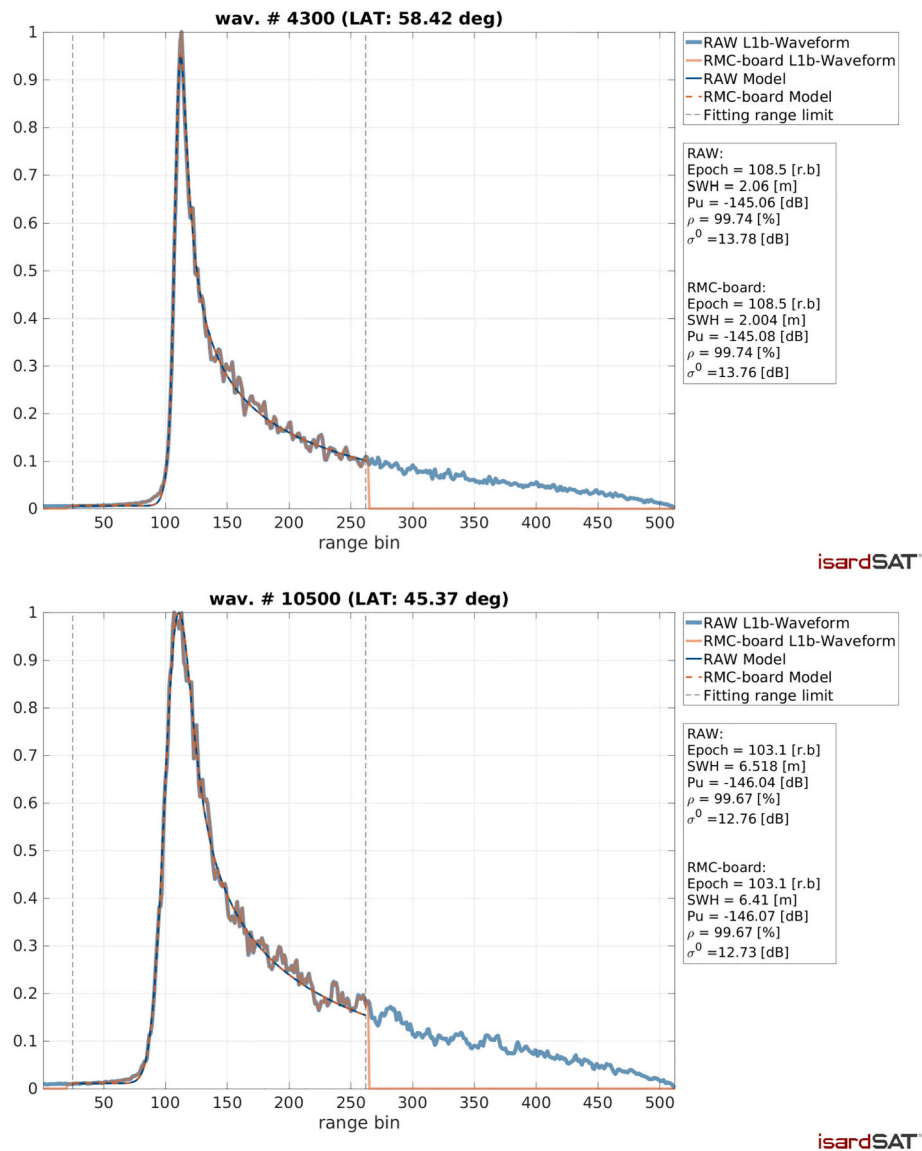 wav. # 4300 (LAT: 58.42 deg)
1
0.9
0.8
0.7
0.6
0.5
0.4
0.3
0.2
0.1
0
50 100 150 200 250 300 350 400 450 500
range bin
RAW L1b-Waveform
RMC-board L1b-Waveform
RAW Model
RMC-board Model
Fitting range limit
RAW:
Epoch = 108.5 [r.b]
SWH = 2.06 [m]
Pu = -145.06 [dB]
ρ = 99.74 [%]
σ⁰ =13.78 [dB]
RMC-board:
Epoch = 108.5 [r.b]
SWH = 2.004 [m]
Pu = -145.08 [dB]
ρ = 99.74 [%]
σ⁰ =13.76 [dB]
isardSAT®
wav. # 10500 (LAT: 45.37 deg)
1
0.9
0.8
0.7
0.6
0.5
0.4
0.3
0.2
0.1
0
50 100 150 200 250 300 350 400 450 500
range bin
RAW L1b-Waveform
RMC-board L1b-Waveform
RAW Model
RMC-board Model
Fitting range limit
RAW:
Epoch = 103.1 [r.b]
SWH = 6.518 [m]
Pu = -146.04 [dB]
ρ = 99.67 [%]
σ⁰ =12.76 [dB]
RMC-board:
Epoch = 103.1 [r.b]
SWH = 6.41 [m]
Pu = -146.07 [dB]
ρ = 99.67 [%]
σ⁰ =12.73 [dB]
isardSAT®